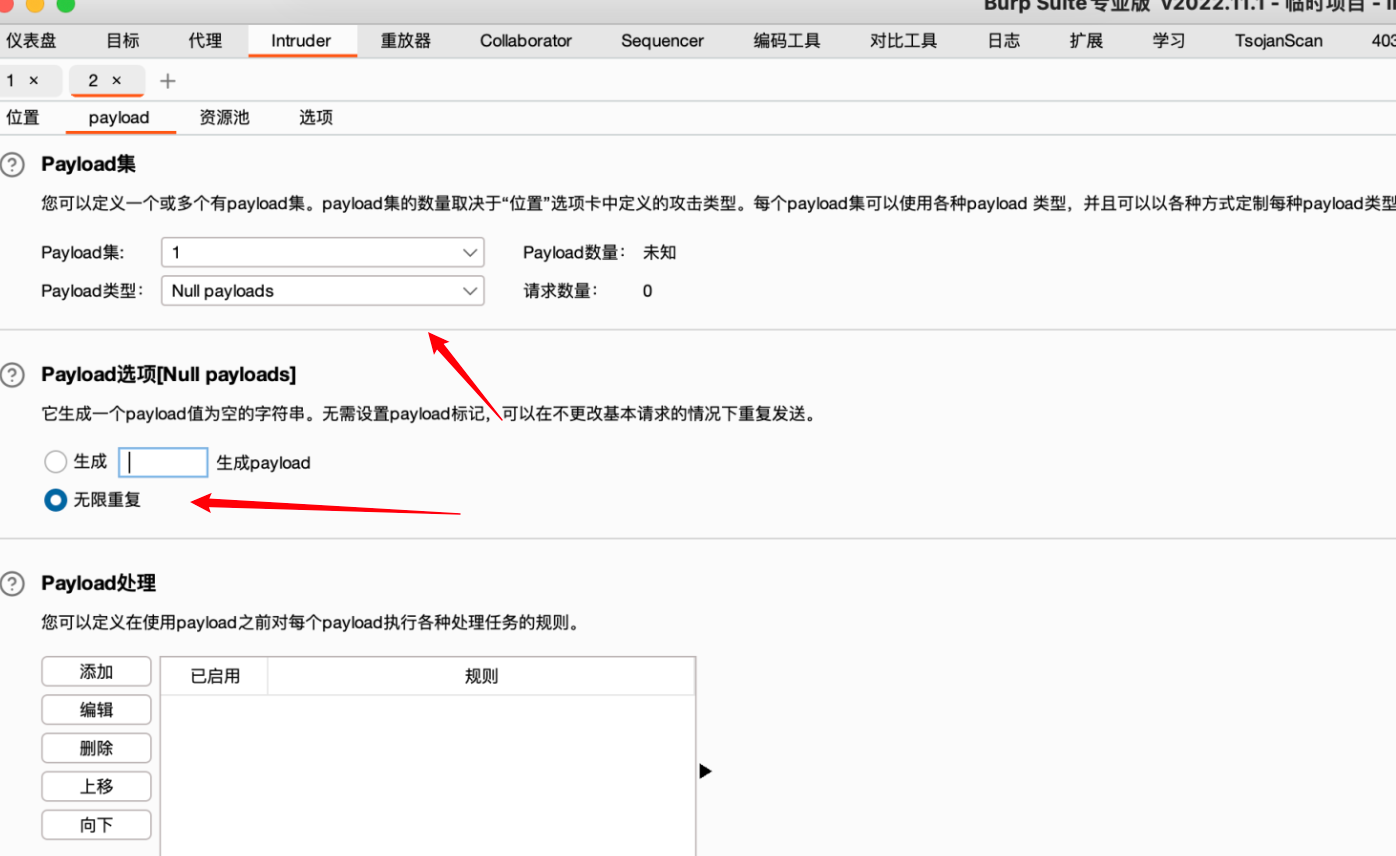 Burp Suite专业版 v2022.11.1 - 临时项目 -
仪表盘 目标 代理 Intruder 重放器 Collaborator Sequencer 编码工具 对比工具 日志 扩展 学习 TsojanScan 403
1 × 2 × +
位置 payload 资源池 选项
? Payload集
您可以定义一个或多个有payload集。payload集的数量取决于“位置”选项卡中定义的攻击类型。每个payload集可以使用各种payload 类型，并且可以以各种方式定制每种payload类型
Payload集: 1 Payload数量： 未知
Payload类型： Null payloads 请求数量： 0
? Payload选项[Null payloads]
它生成一个payload值为空的字符串。无需设置payload标记，可以在不更改基本请求的情况下重复发送。
生成 生成payload
无限重复
? Payload处理
您可以定义在使用payload之前对每个payload执行各种处理任务的规则。
添加 已启用 规则
编辑
删除
上移
向下